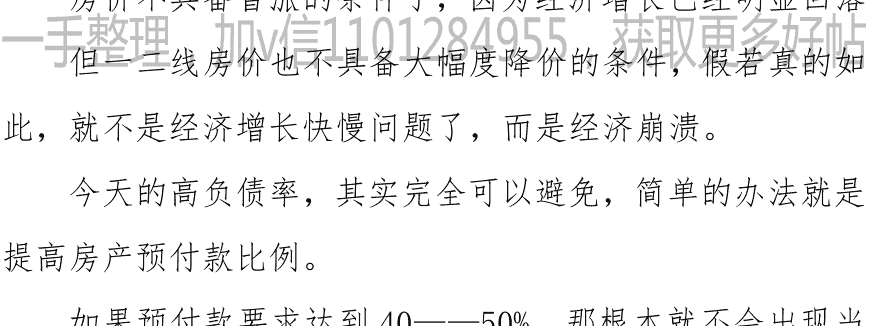 房价不具备普涨的条件了，因为经济增长已经明显回落
一手整理 加v信1101284955，获取更多好帖
但一二线房价也不具备大幅度降价的条件，假若真的如
此，就不是经济增长快慢问题了，而是经济崩溃。
今天的高负债率，其实完全可以避免，简单的办法就是
提高房产预付款比例。
如果预付款要求达到 40——50%，那根本就不会出现当